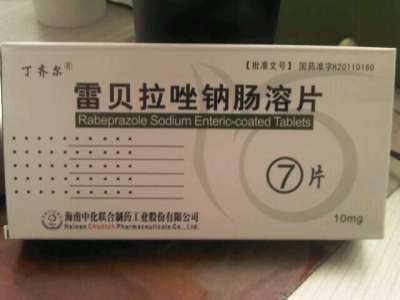 丁齐尔®
【批准文号】 国药准字H20110160
雷贝拉唑钠肠溶片
Rabeprazole Sodium Enteric-coated Tablets
⑦片
海南中化联合制药工业股份有限公司
Hainan Chuntch Pharmaceuticals Co., Ltd.
10mg